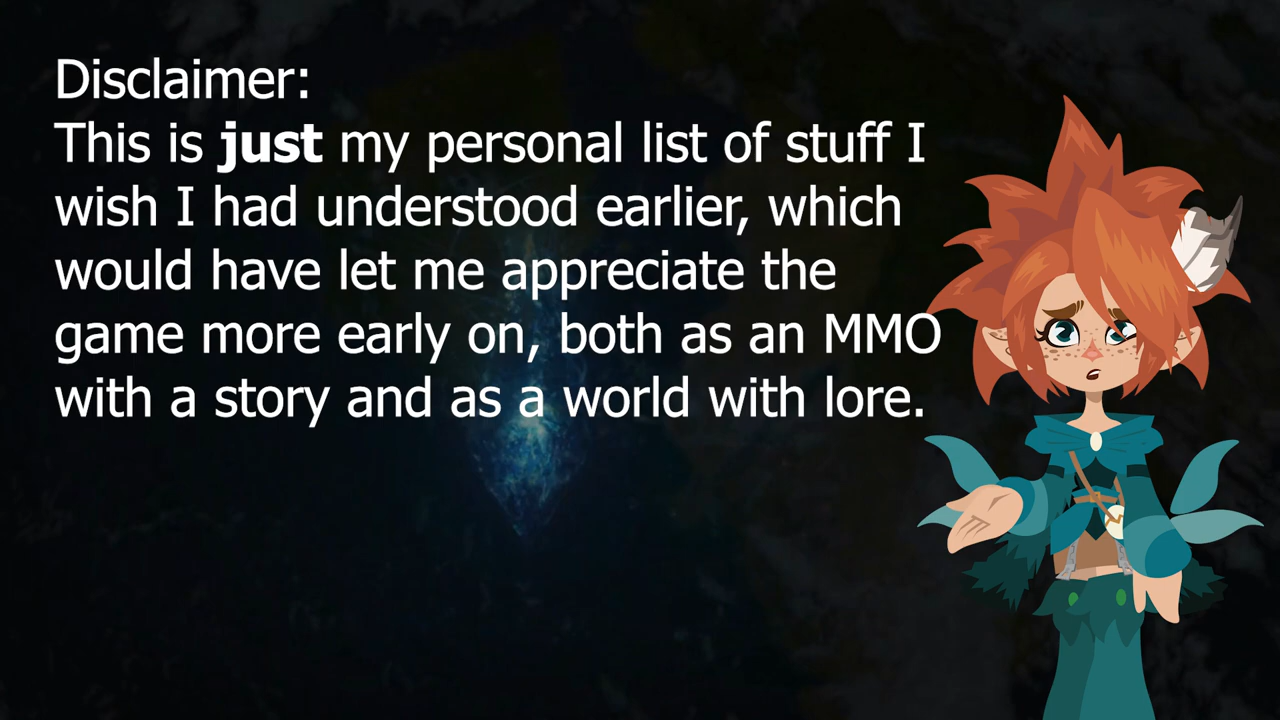 Disclaimer:
This is just my personal list of stuff I
wish I had understood earlier, which
would have let me appreciate the
game more early on, both as an MMO
with a story and as a world with lore.